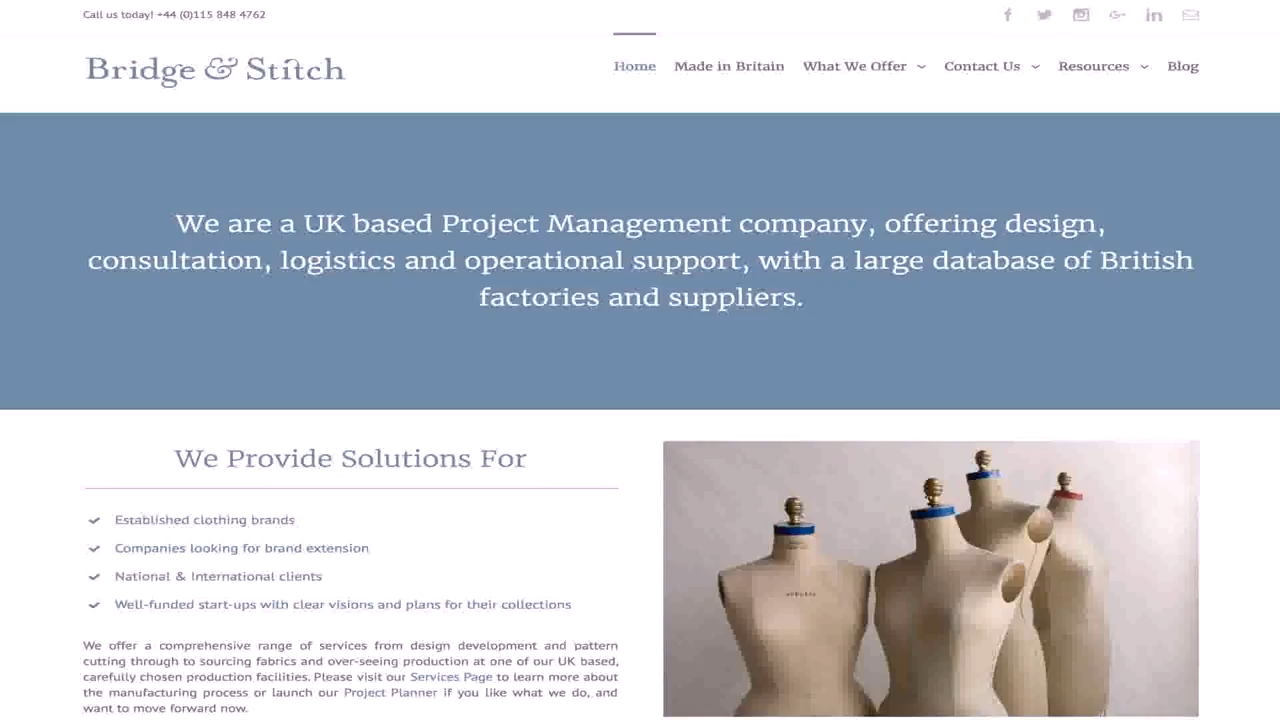 Call us today! +44 (0)115 848 4762
Bridge & Stitch
Home Made in Britain What We Offer Contact Us Resources Blog
We are a UK based Project Management company, offering design,
consultation, logistics and operational support, with a large database of British
factories and suppliers.
We Provide Solutions For
Established clothing brands
Companies looking for brand extension
National & International clients
Well-funded start-ups with clear visions and plans for their collections
We offer a comprehensive range of services from design development and pattern
cutting through to sourcing fabrics and over-seeing production at one of our UK based,
carefully chosen production facilities. Please visit our Services Page to learn more about
the manufacturing process or launch our Project Planner if you like what we do, and
want to move forward now.